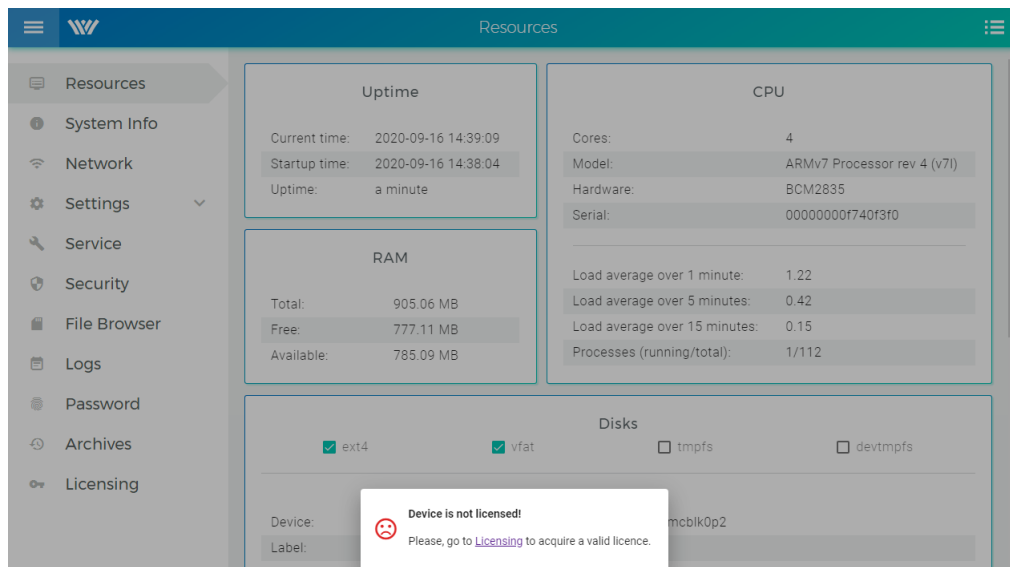 Resources
Resources
System Info
Network
Settings
Service
Security
File Browser
Logs
Password
Archives
Licensing
Uptime
Current time: 2020-09-16 14:39:09
Startup time: 2020-09-16 14:38:04
Uptime: a minute
RAM
Total: 905.06 MB
Free: 777.11 MB
Available: 785.09 MB
CPU
Cores: 4
Model: ARMv7 Processor rev 4 (v7l)
Hardware: BCM2835
Serial: 00000000f740f3f0
Load average over 1 minute: 1.22
Load average over 5 minutes: 0.42
Load average over 15 minutes: 0.15
Processes (running/total): 1/112
Disks
ext4 vfat tmpfs devtmpfs
Device: mcblk0p2
Label:
Device is not licensed!
Please, go to Licensing to acquire a valid licence.